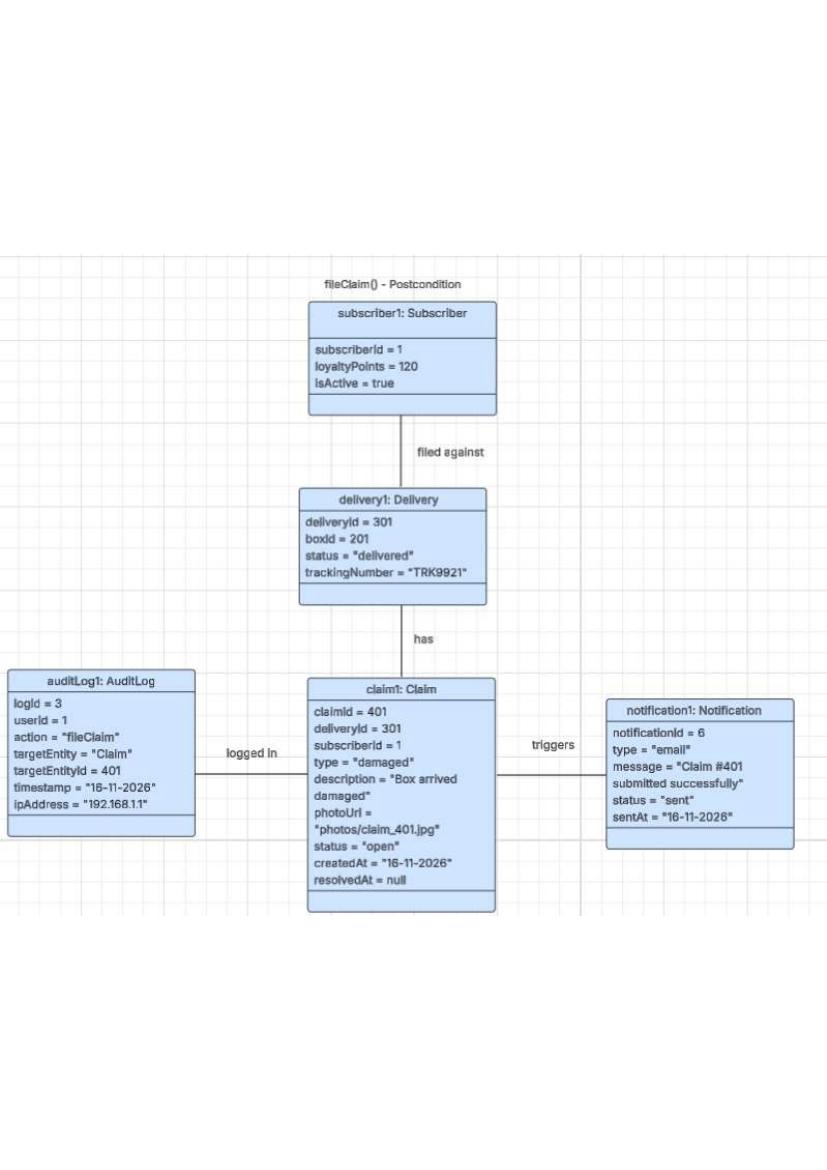 fileClaim() - Postcondition
subscriber1: Subscriber
subscriberId = 1
loyaltyPoints = 120
isActive = true
filed against
delivery1: Delivery
deliveryId = 301
boxId = 201
status = "delivered"
trackingNumber = "TRK9921"
has
auditLog1: AuditLog
logId = 3
userId = 1
action = "fileClaim"
targetEntity = "Claim"
targetEntityId = 401
timestamp = "16-11-2026"
ipAddress = "192.168.1.1"
logged in
claim1: Claim
claimId = 401
deliveryId = 301
subscriberId = 1
type = "damaged"
description = "Box arrived
damaged"
photoUrl =
"photos/claim_401.jpg"
status = "open"
createdAt = "16-11-2026"
resolvedAt = null
triggers
notification1: Notification
notificationId = 6
type = "email"
message = "Claim #401
submitted successfully"
status = "sent"
sentAt = "16-11-2026"